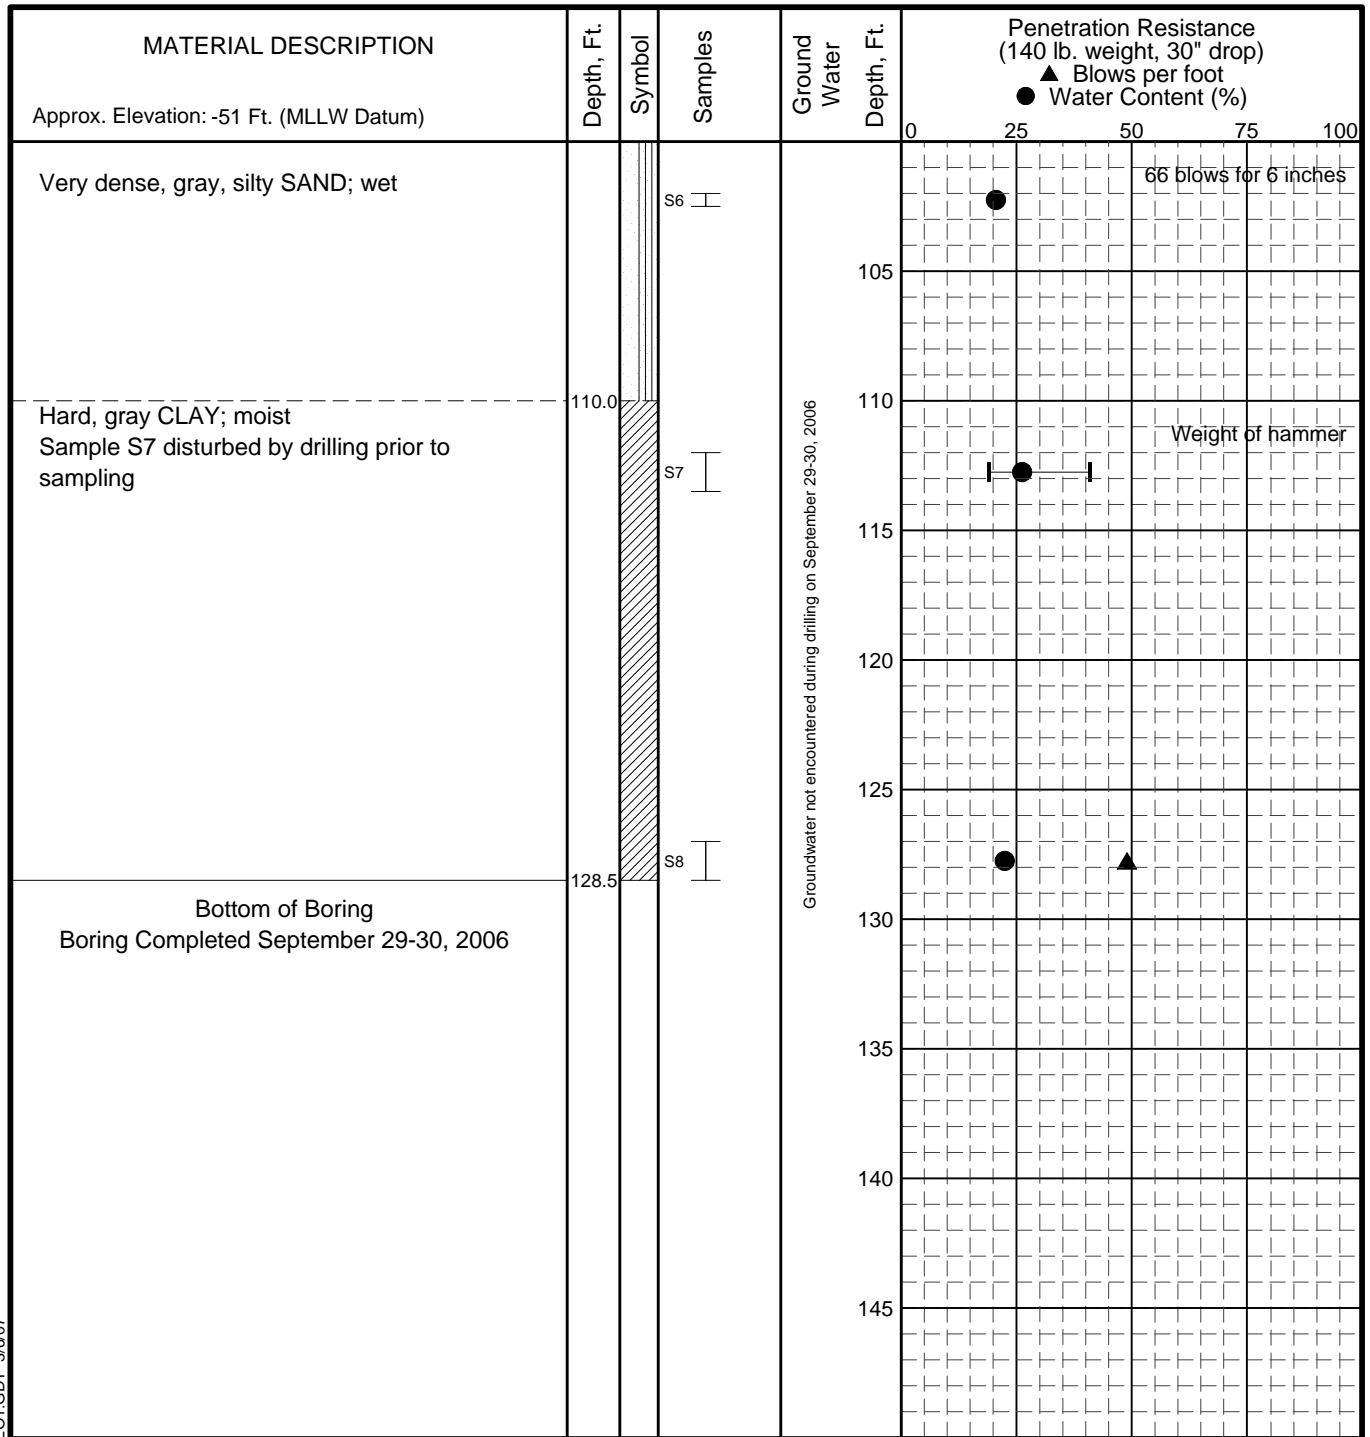 MATERIAL DESCRIPTION
Approx. Elevation: -51 Ft. (MLLW Datum)
Depth, Ft.
Symbol
Samples
Ground
Water
Depth, Ft.
Penetration Resistance
(140 lb. weight, 30" drop)
▲ Blows per foot
● Water Content (%)
0 25 50 75 100
Very dense, gray, silty SAND; wet
S6
66 blows for 6 inches
105
110.0
110
Hard, gray CLAY; moist
Sample S7 disturbed by drilling prior to
sampling
S7
Weight of hammer
Groundwater not encountered during drilling on September 29-30, 2006
115
120
125
S8
128.5
Bottom of Boring
Boring Completed September 29-30, 2006
130
135
140
145